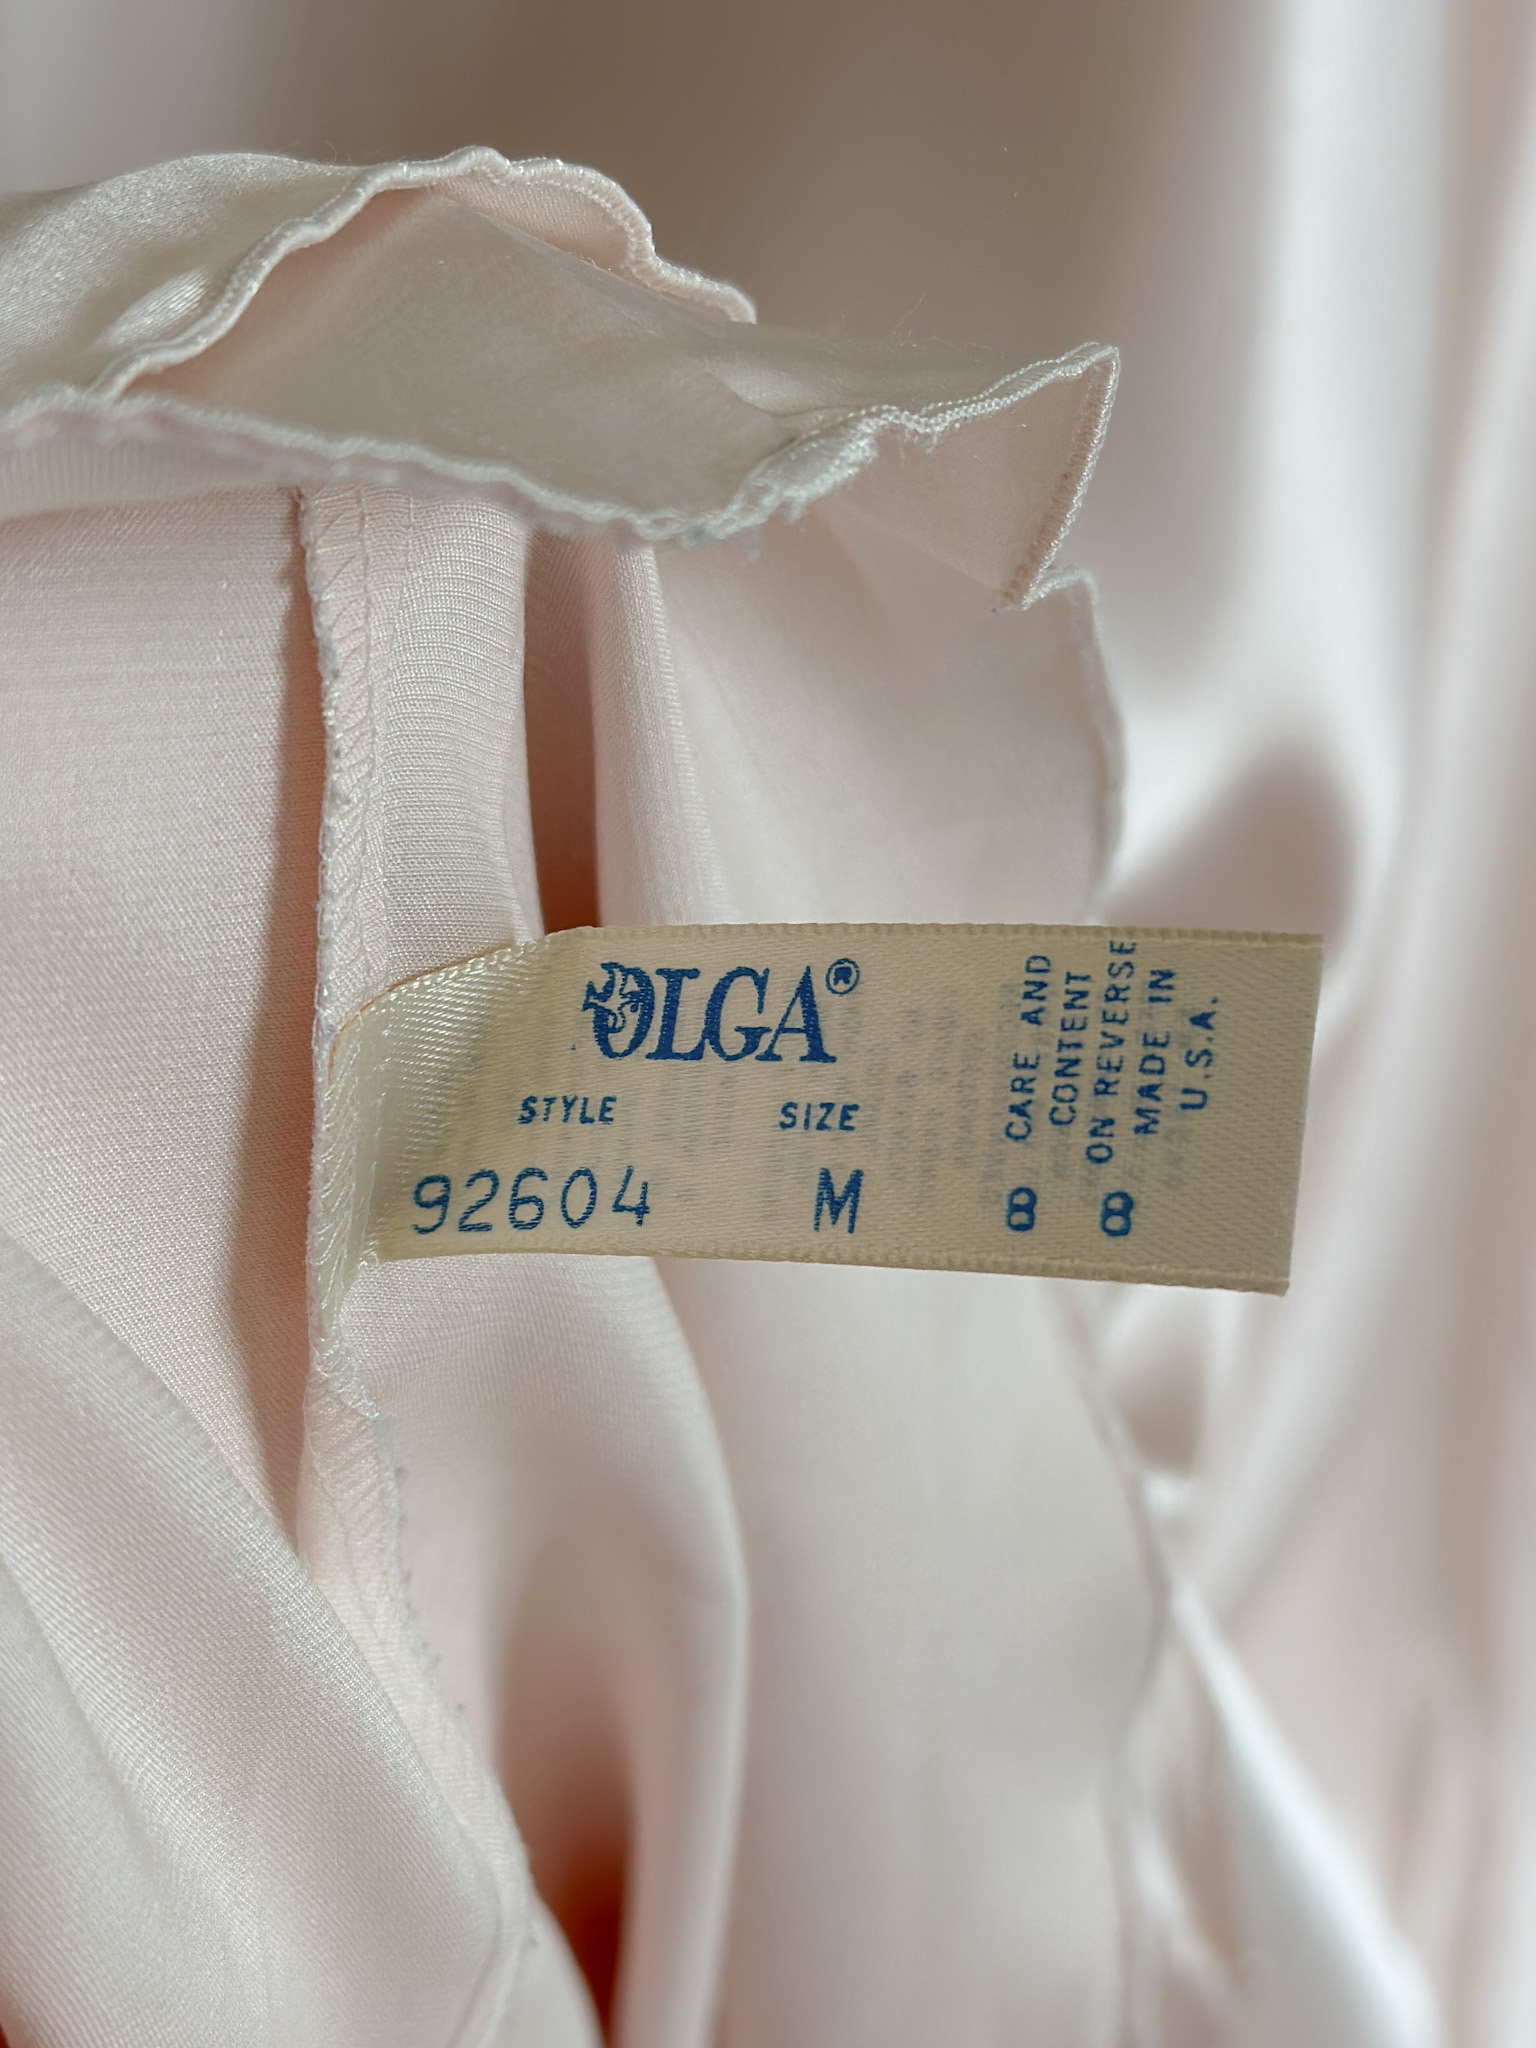 OLGA®
STYLE SIZE
92604 M
CARE AND
CONTENT
ON REVERSE
MADE IN
U.S.A.
8
8